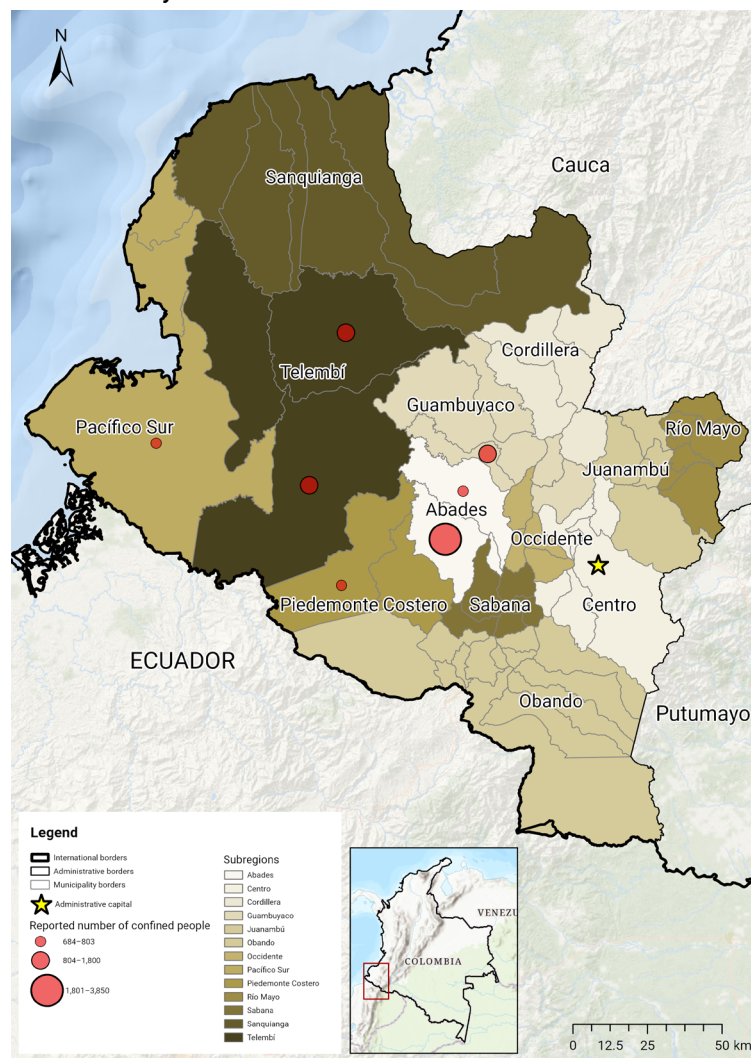 N
Cauca
Sanquianga
Cordillera
Telembí
Guambuyaco
Pacífico Sur
Río Mayo
Juanambú
Abades
Occidente
Piedemonte Costero
Sabana
Centro
ECUADOR
Obando
Putumayo
Legend
International borders
Administrative borders
Municipality borders
Administrative capital
Reported number of confined people
684–803
804–1,800
1,801–3,850
Subregions
Abades
Centro
Cordillera
Guambuyaco
Juanambú
Obando
Occidente
Pacífico Sur
Piedemonte Costero
Río Mayo
Sabana
Sanquianga
Telembí
VENEZU
COLOMBIA
0 12.5 25 50 km